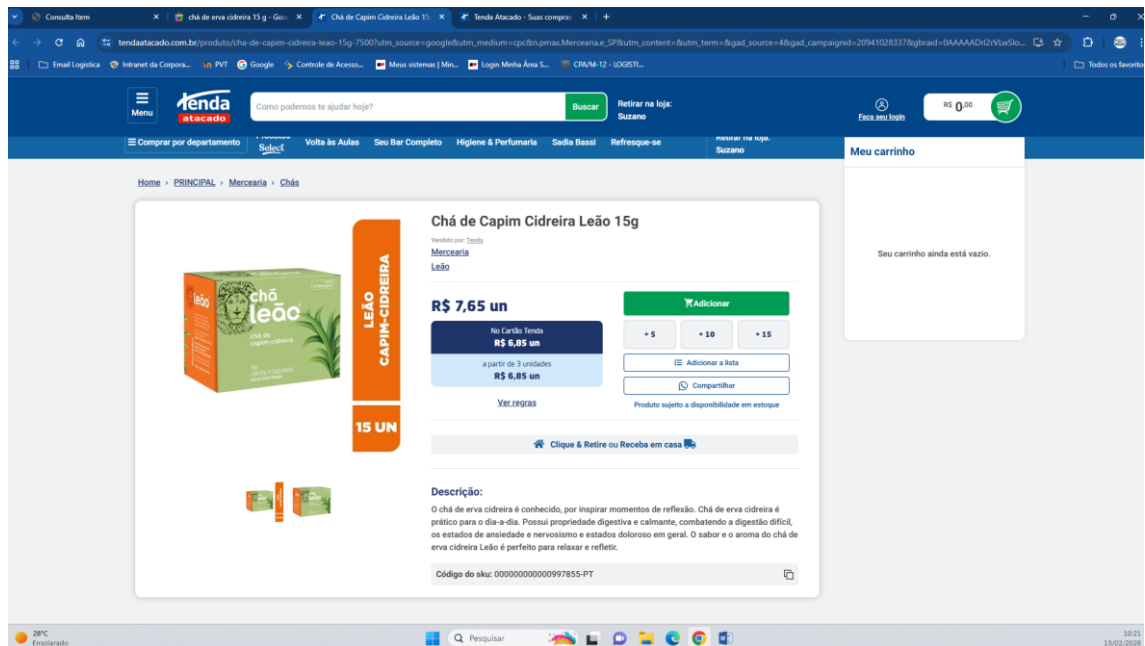 Consulta Item
chá de erva cidreira 15 g - Goo
Chá de Capim Cidreira Leão 15
Tenda Atacado - Suas compras
tendaatacado.com.br/produto/cha-de-capim-cidreira-leao-15g-7500?utm_source=google&utm_medium=cpc&n.pmax.Mercearia.e_SP&utm_content=&utm_term=&gad_source=4&gad_campaignid=20941028337&gbraid=
Email Logistica
Intranet da Corpora...
PVT
Google
Controle de Acesso...
Meus sistemas | Min...
Login Minha Área S...
CPA/M-12 - LOGISTI...
Todos os favoritos
Menu
Tenda
atacado
Como podemos te ajudar hoje?
Buscar
Retirar na loja:
Suzano
Faça seu login
R$ 0,00
Comprar por departamento
Produtos
Select
Volta às Aulas
Seu Bar Completo
Higiene & Perfumaria
Sadia Bassi
Refresque-se
Retirar na loja:
Suzano
Meu carrinho
Seu carrinho ainda está vazio.
Home > PRINCIPAL > Mercearia > Chás
leão
chá
leão
chá de
capim-cidreira
LEÃO
CAPIM-CIDREIRA
15 UN
Chá de Capim Cidreira Leão 15g
Vendido por: Tenda
Mercearia
Leão
R$ 7,65 un
No Cartão Tenda
R$ 6,85 un
a partir de 3 unidades
R$ 6,85 un
Ver regras
Adicionar
+ 5
+ 10
+ 15
Adicionar a lista
Compartilhar
Produto sujeito a disponibilidade em estoque
Clique & Retire ou Receba em casa
Descrição:
O chá de erva cidreira é conhecido, por inspirar momentos de reflexão. Chá de erva cidreira é
prático para o dia-a-dia. Possui propriedade digestiva e calmante, combatendo a digestão difícil,
os estados de ansiedade e nervosismo e estados doloroso em geral. O sabor e o aroma do chá de
erva cidreira Leão é perfeito para relaxar e refletir.
Código do sku: 000000000000997855-PT
28°C
Ensolarado
Pesquisar
10:21
13/02/2026